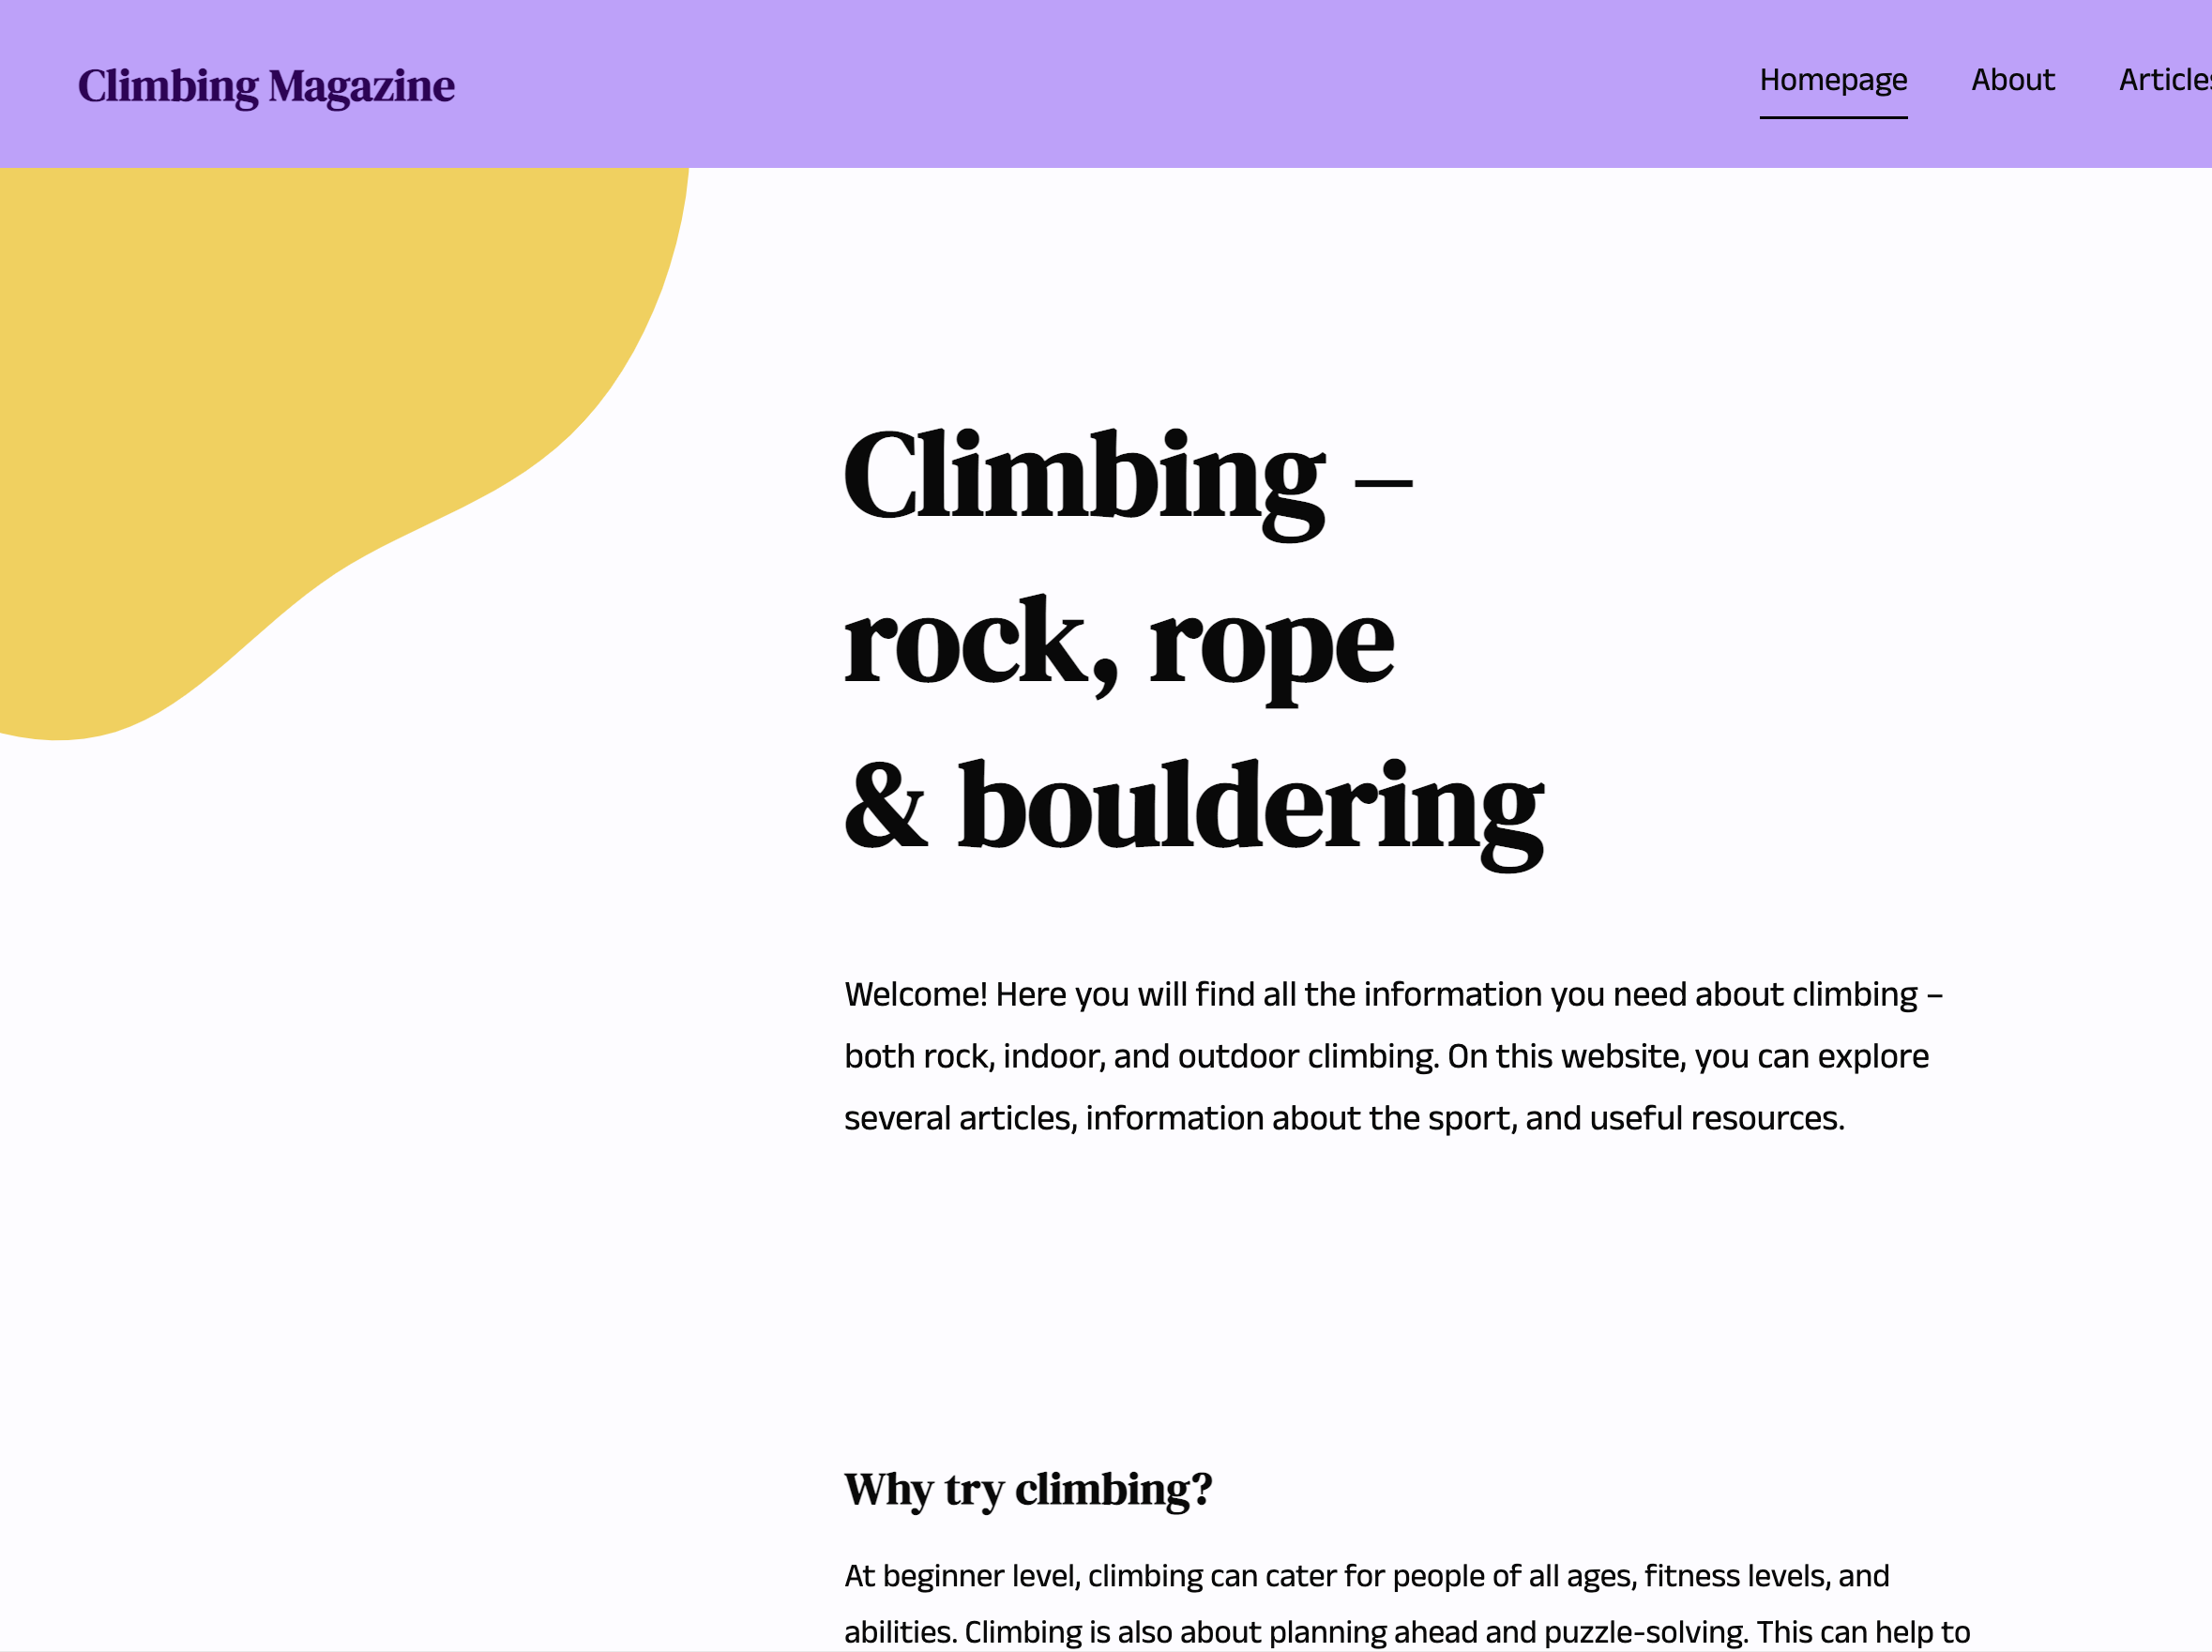 Climbing Magazine
Homepage About Articles
Climbing –
rock, rope
& bouldering
Welcome! Here you will find all the information you need about climbing –
both rock, indoor, and outdoor climbing. On this website, you can explore
several articles, information about the sport, and useful resources.
Why try climbing?
At beginner level, climbing can cater for people of all ages, fitness levels, and
abilities. Climbing is also about planning ahead and puzzle-solving. This can help to